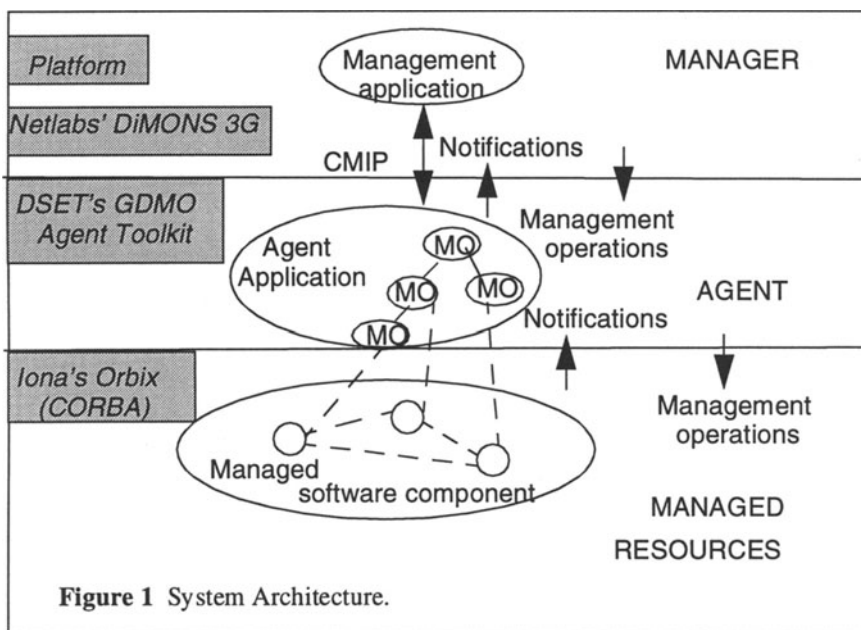 Platform
Management
application
MANAGER
Netlabs' DiMONS 3G
CMIP
Notifications
DSET's GDMO
Agent Toolkit
Agent
Application
MO
MO
MO
MO
Management
operations
AGENT
Notifications
Iona's Orbix
(CORBA)
Management
operations
Managed
software component
MANAGED
RESOURCES
Figure 1 System Architecture.